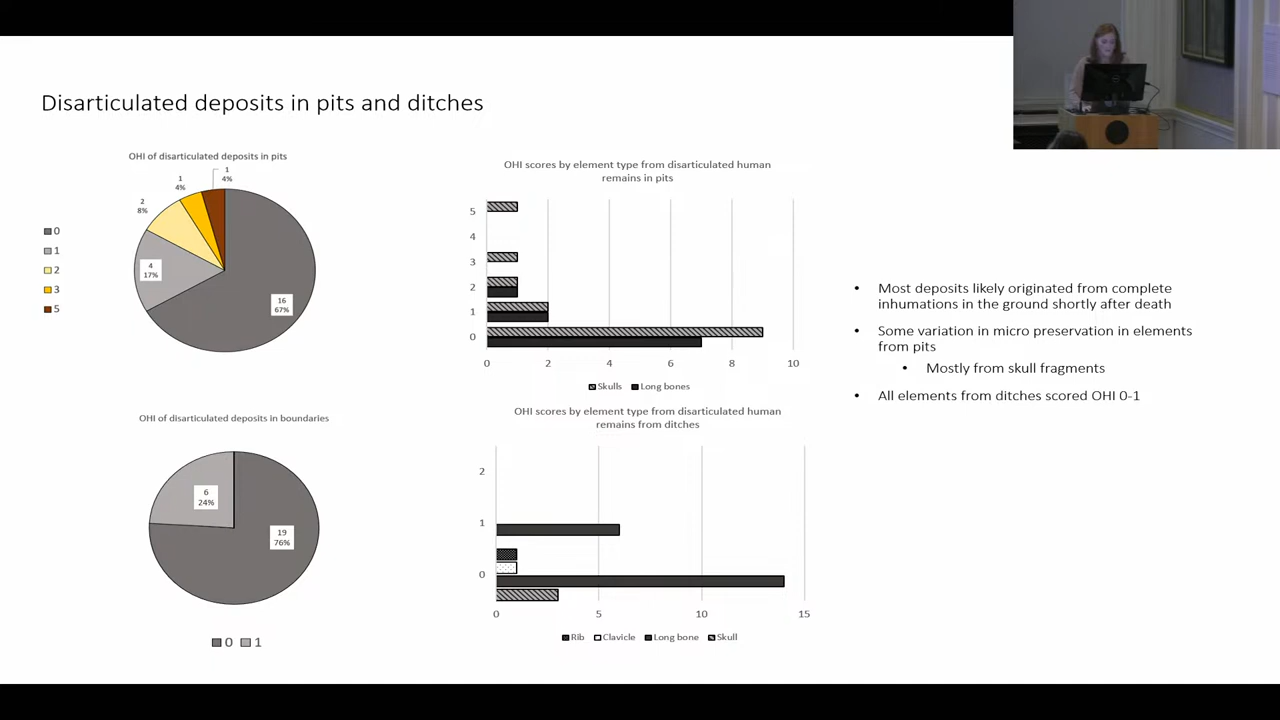 Disarticulated deposits in pits and ditches
OHI of disarticulated deposits in pits
0
1
2
3
5
1
4%
1
4%
2
8%
4
17%
16
67%
OHI scores by element type from disarticulated human
remains in pits
5
4
3
2
1
0
0 2 4 6 8 10
Skulls Long bones
OHI of disarticulated deposits in boundaries
6
24%
19
76%
0 1
OHI scores by element type from disarticulated human
remains from ditches
2
1
0
0 5 10 15
Rib Clavicle Long bone Skull
• Most deposits likely originated from complete
inhumations in the ground shortly after death
• Some variation in micro preservation in elements
from pits
• Mostly from skull fragments
• All elements from ditches scored OHI 0-1